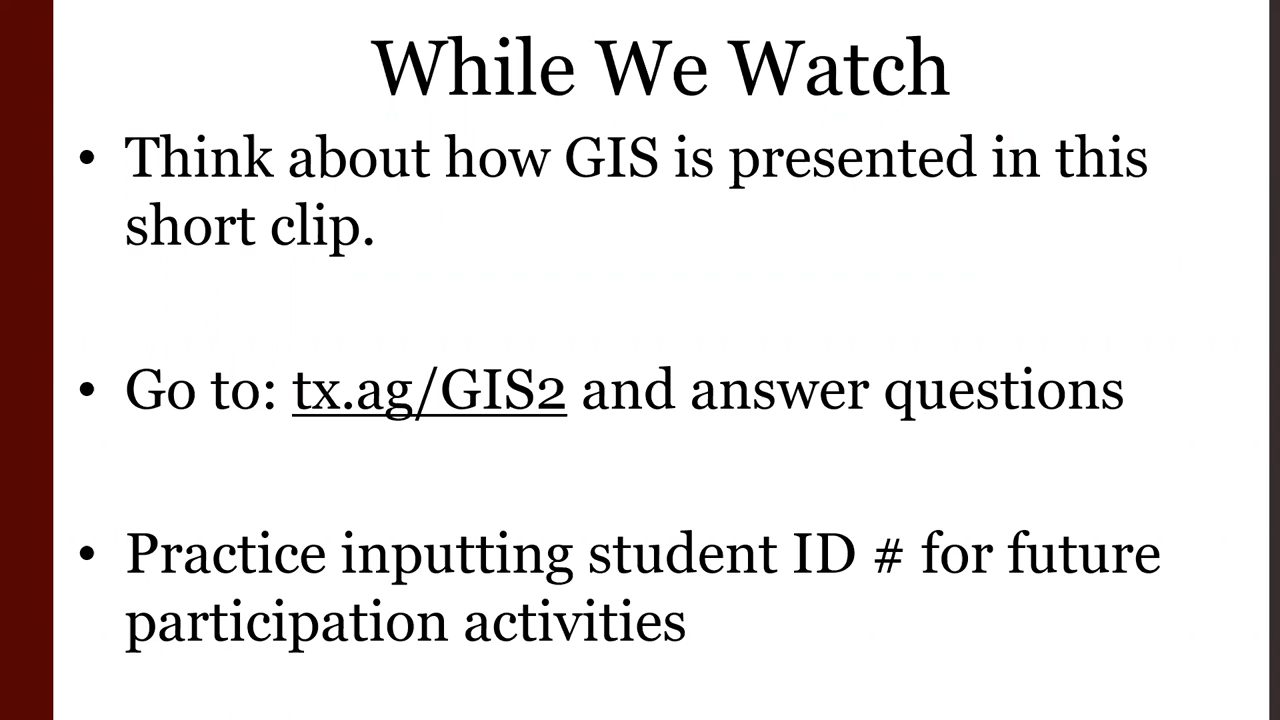 While We Watch
• Think about how GIS is presented in this
short clip.
• Go to: tx.ag/GIS2 and answer questions
• Practice inputting student ID # for future
participation activities